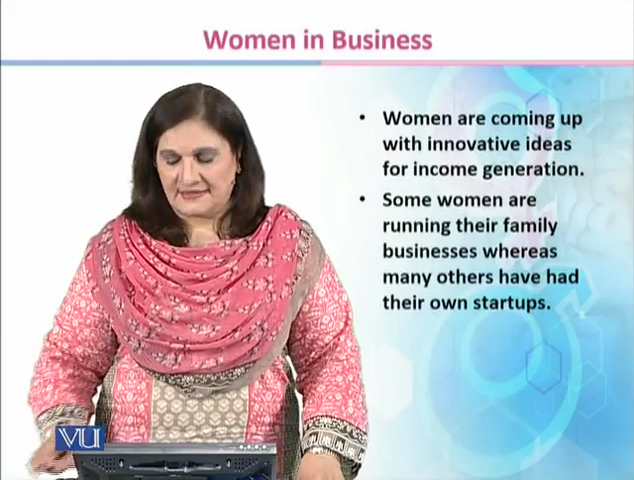 Women in Business
• Women are coming up
with innovative ideas
for income generation.
• Some women are
running their family
businesses whereas
many others have had
their own startups.
VU